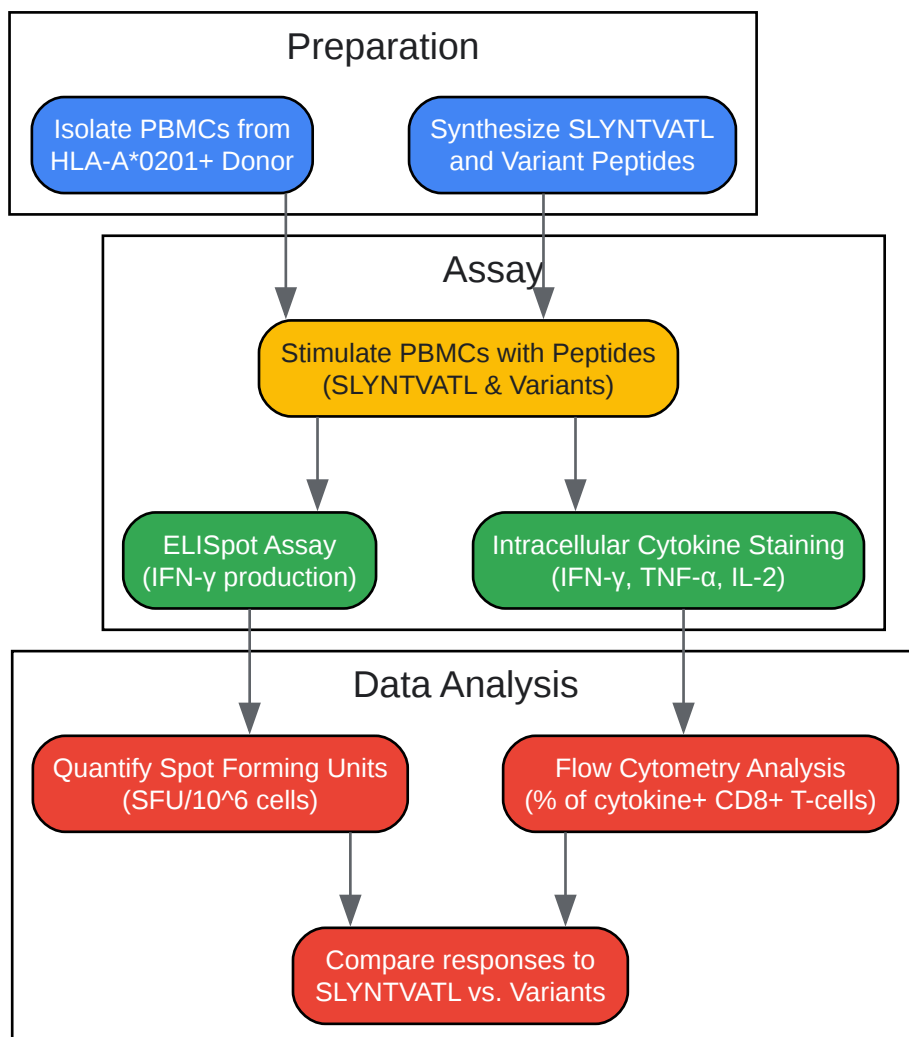 Preparation
Isolate PBMCs from
HLA-A*0201+ Donor
Synthesize SLYNTVATL
and Variant Peptides
Assay
Stimulate PBMCs with Peptides
(SLYNTVATL & Variants)
ELISpot Assay
(IFN-γ production)
Intracellular Cytokine Staining
(IFN-γ, TNF-α, IL-2)
Data Analysis
Quantify Spot Forming Units
(SFU/10^6 cells)
Flow Cytometry Analysis
(% of cytokine+ CD8+ T-cells)
Compare responses to
SLYNTVATL vs. Variants